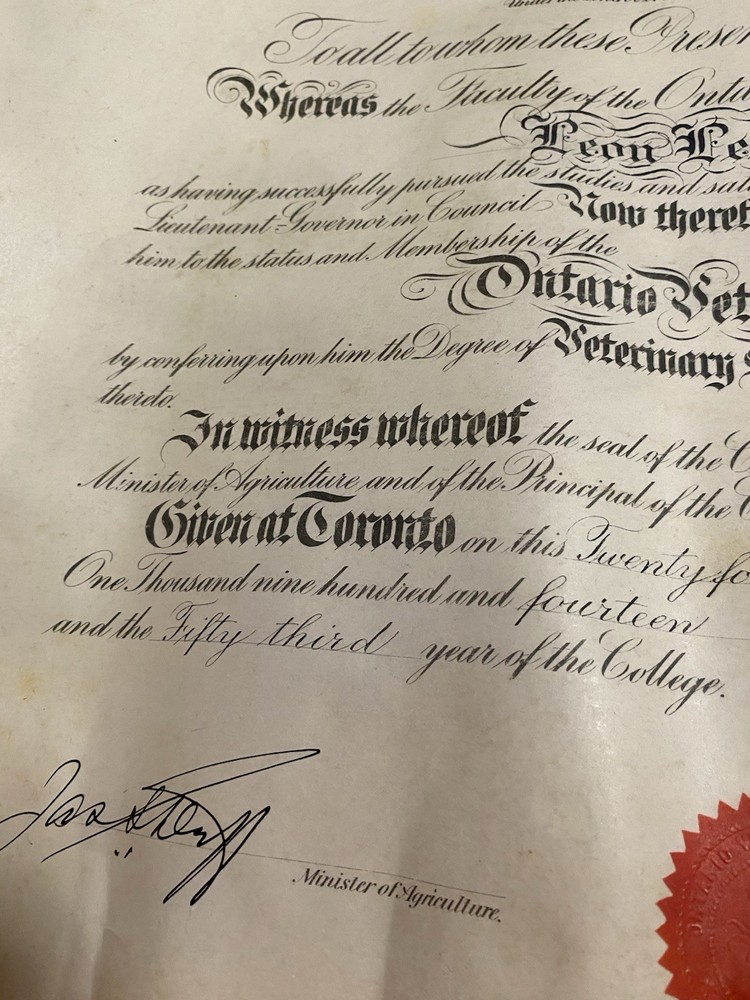 To all to whom these Presen
Whereas the Faculty of the Onta
Leon Le
as having successfully pursued the studies and sat
Lieutenant-Governor in Council Now theref
him to the status and Membership of the
Ontario Vet
by conferring upon him the Degree of Veterinary
thereto.
In witness whereof the seal of the C
Minister of Agriculture and of the Principal of the C
Given at Toronto on this Twenty fo
One Thousand nine hundred and fourteen
and the Fifty third year of the College.
Jas S Duff
Minister of Agriculture.